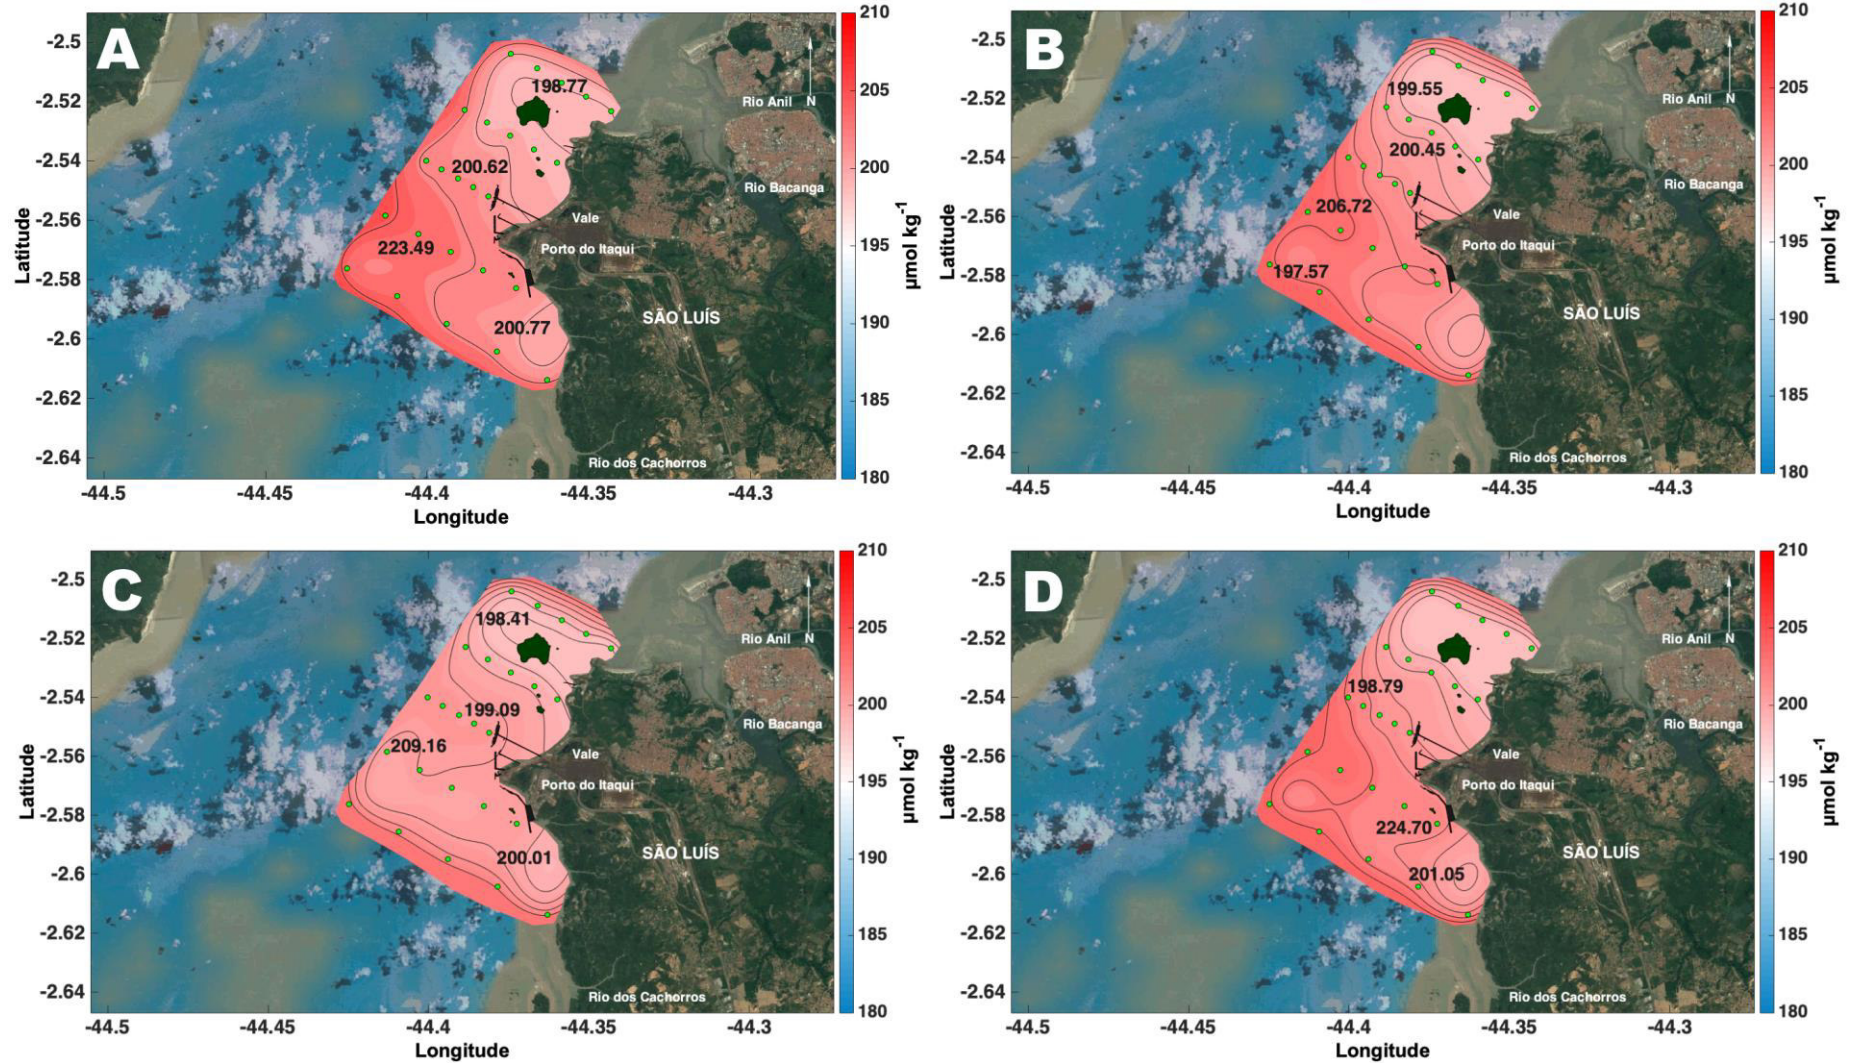 A
-2.5
-2.52
-2.54
-2.56
-2.58
-2.6
-2.62
-2.64
Latitude
-44.5
-44.45
-44.4
-44.35
-44.3
Longitude
198.77
200.62
223.49
200.77
Rio Anil
N
Rio Bacanga
Vale
Porto do Itaqui
SÃO LUÍS
Rio dos Cachorros
210
205
200
195
190
185
180
µmol kg-1
B
-2.5
-2.52
-2.54
-2.56
-2.58
-2.6
-2.62
-2.64
Latitude
-44.5
-44.45
-44.4
-44.35
-44.3
Longitude
199.55
200.45
206.72
197.57
Rio Anil
N
Rio Bacanga
Vale
Porto do Itaqui
SÃO LUÍS
Rio dos Cachorros
210
205
200
195
190
185
180
µmol kg-1
C
-2.5
-2.52
-2.54
-2.56
-2.58
-2.6
-2.62
-2.64
Latitude
-44.5
-44.45
-44.4
-44.35
-44.3
Longitude
198.41
199.09
209.16
200.01
Rio Anil
N
Rio Bacanga
Vale
Porto do Itaqui
SÃO LUÍS
Rio dos Cachorros
210
205
200
195
190
185
180
µmol kg-1
D
-2.5
-2.52
-2.54
-2.56
-2.58
-2.6
-2.62
-2.64
Latitude
-44.5
-44.45
-44.4
-44.35
-44.3
Longitude
198.79
224.70
201.05
Rio Anil
N
Rio Bacanga
Vale
Porto do Itaqui
SÃO LUÍS
Rio dos Cachorros
210
205
200
195
190
185
180
µmol kg-1